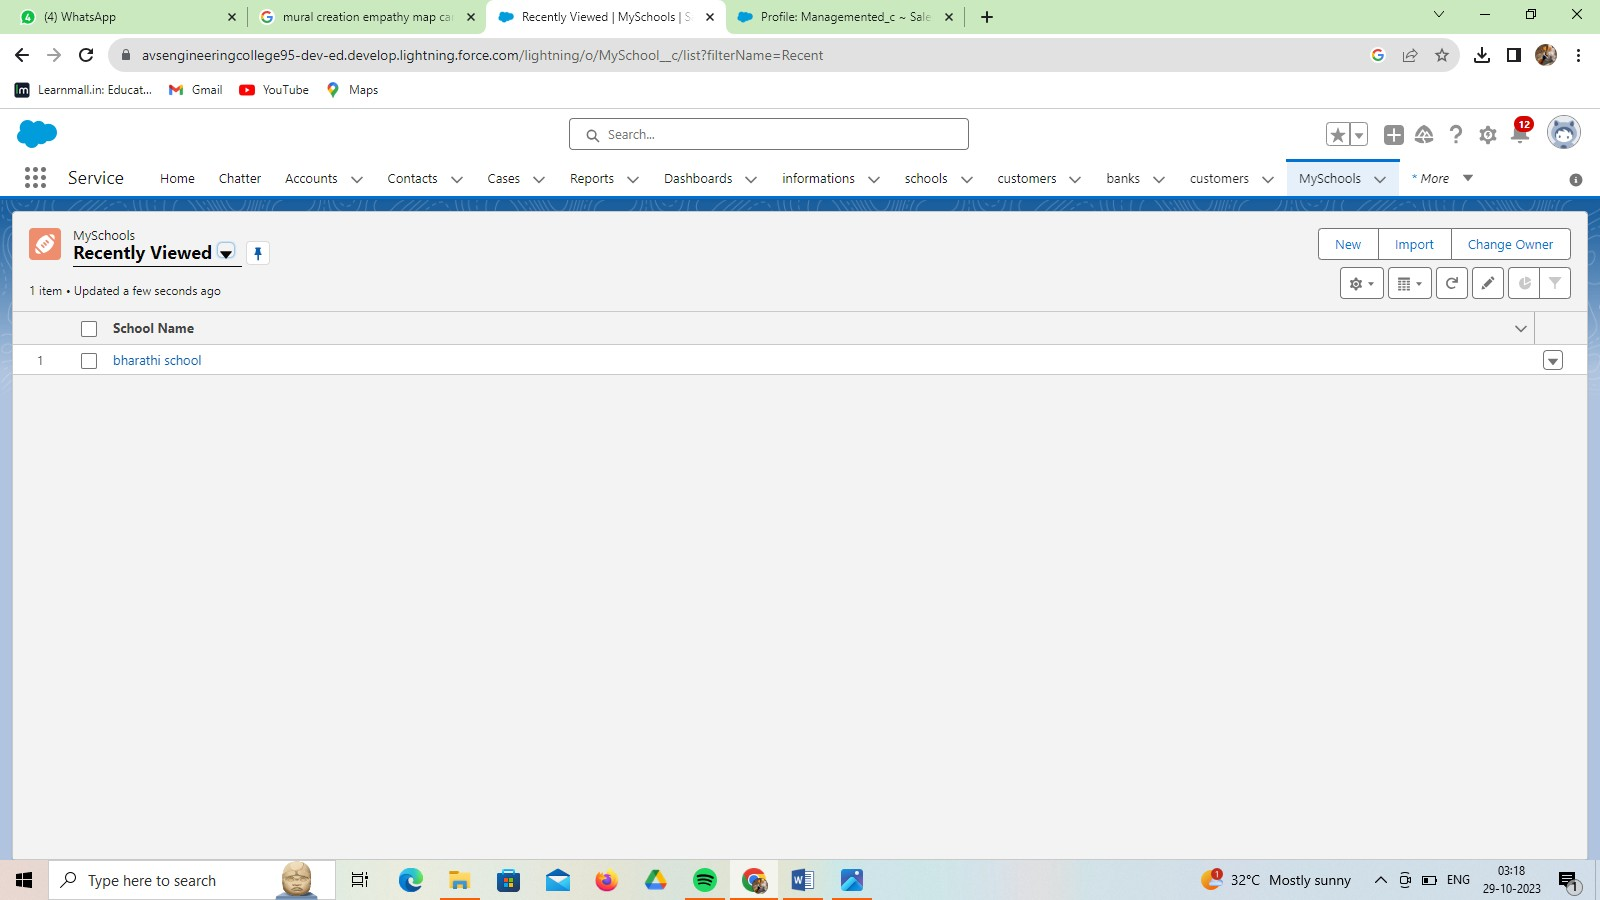 (4) WhatsApp
mural creation empathy map ca
Recently Viewed | MySchools | S
Profile: Managemented_c ~ Sale
avsengineeringcollege95-dev-ed.develop.lightning.force.com/lightning/o/MySchool__c/list?filterName=Recent
Learnmall.in: Educat... Gmail YouTube Maps
Search...
12
Service Home Chatter Accounts Contacts Cases Reports Dashboards informations schools customers banks customers MySchools * More
MySchools
Recently Viewed
New Import Change Owner
1 item • Updated a few seconds ago
School Name
1 bharathi school
Type here to search
1
32°C Mostly sunny
ENG
03:18
29-10-2023
1